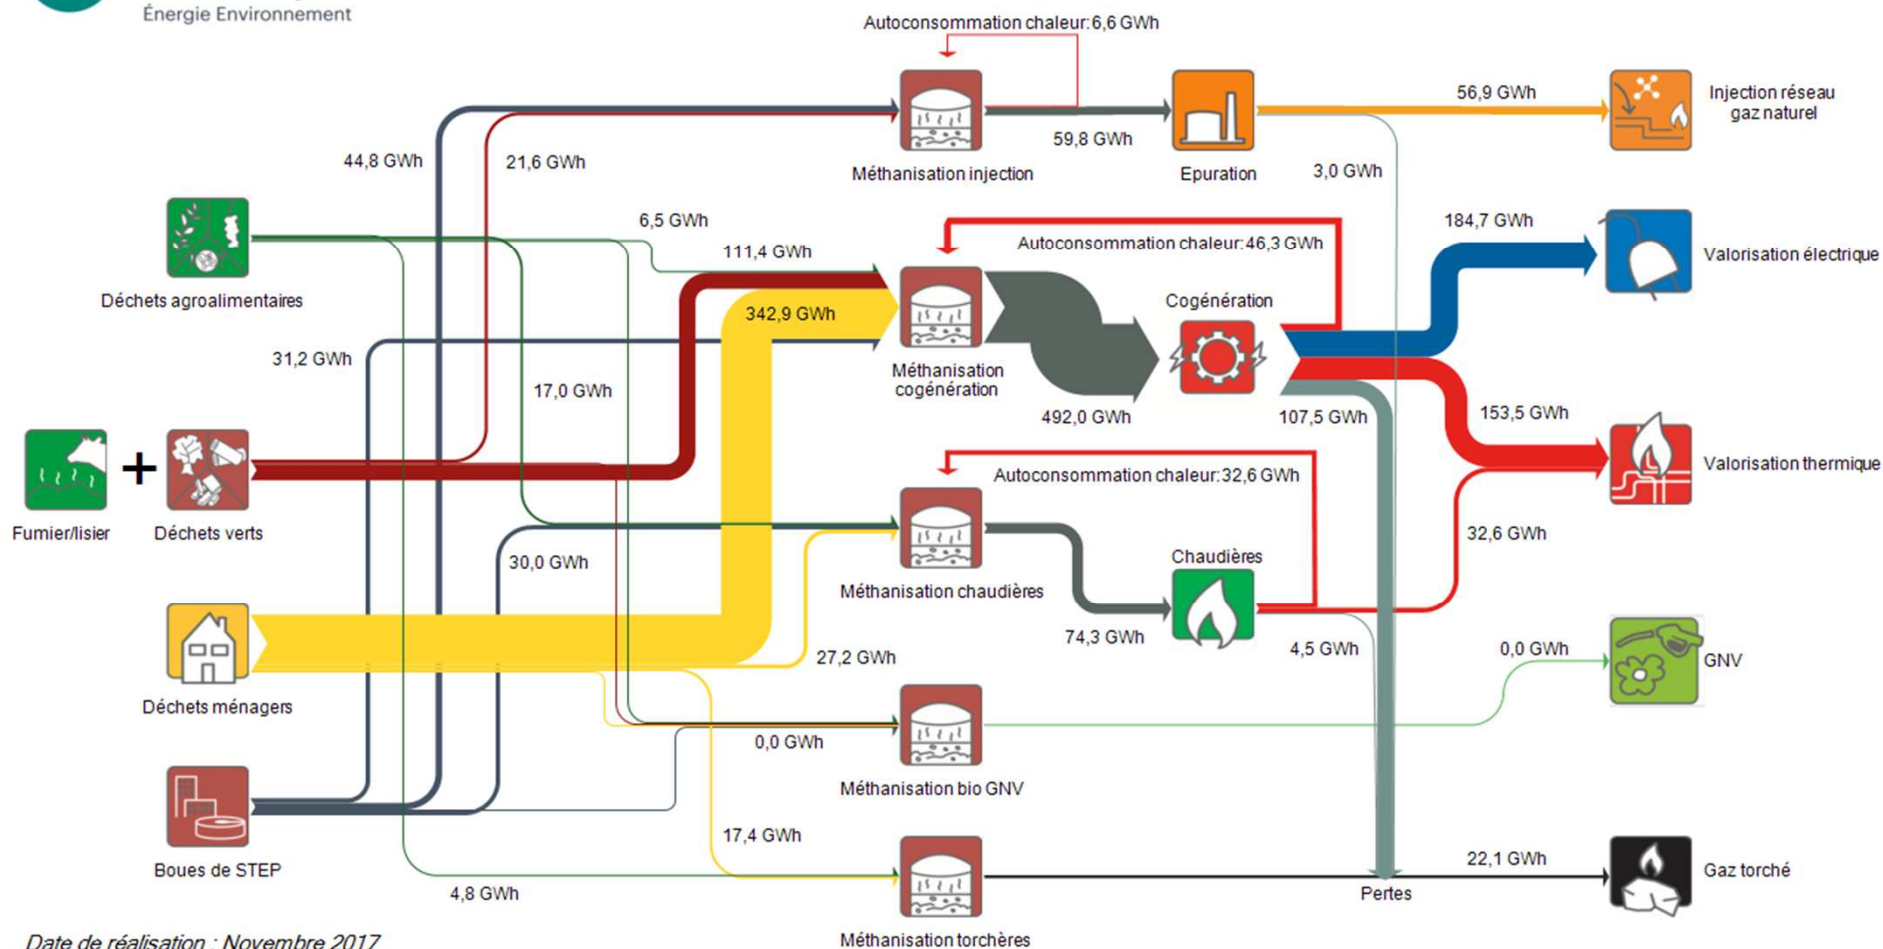 Énergie Environnement
Autoconsommation chaleur: 6,6 GWh
56,9 GWh
Injection réseau
gaz naturel
59,8 GWh
44,8 GWh
21,6 GWh
Méthanisation injection
Epuration
3,0 GWh
6,5 GWh
184,7 GWh
111,4 GWh
Autoconsommation chaleur: 46,3 GWh
Valorisation électrique
Déchets agroalimentaires
Cogénération
342,9 GWh
31,2 GWh
Méthanisation
cogénération
17,0 GWh
492,0 GWh
107,5 GWh
153,5 GWh
+
Autoconsommation chaleur: 32,6 GWh
Valorisation thermique
Fumier/lisier
Déchets verts
32,6 GWh
30,0 GWh
Chaudières
Méthanisation chaudières
74,3 GWh
4,5 GWh
0,0 GWh
27,2 GWh
GNV
Déchets ménagers
0,0 GWh
Méthanisation bio GNV
17,4 GWh
Boues de STEP
22,1 GWh
Gaz torché
4,8 GWh
Pertes
Méthanisation torchères
Date de réalisation : Novembre 2017